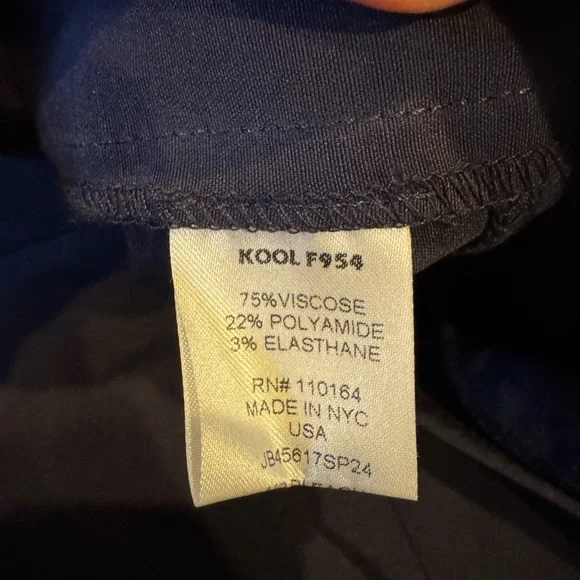 KOOL F954
75%VISCOSE
22% POLYAMIDE
3% ELASTHANE
RN# 110164
MADE IN NYC
USA
JB45617SP24